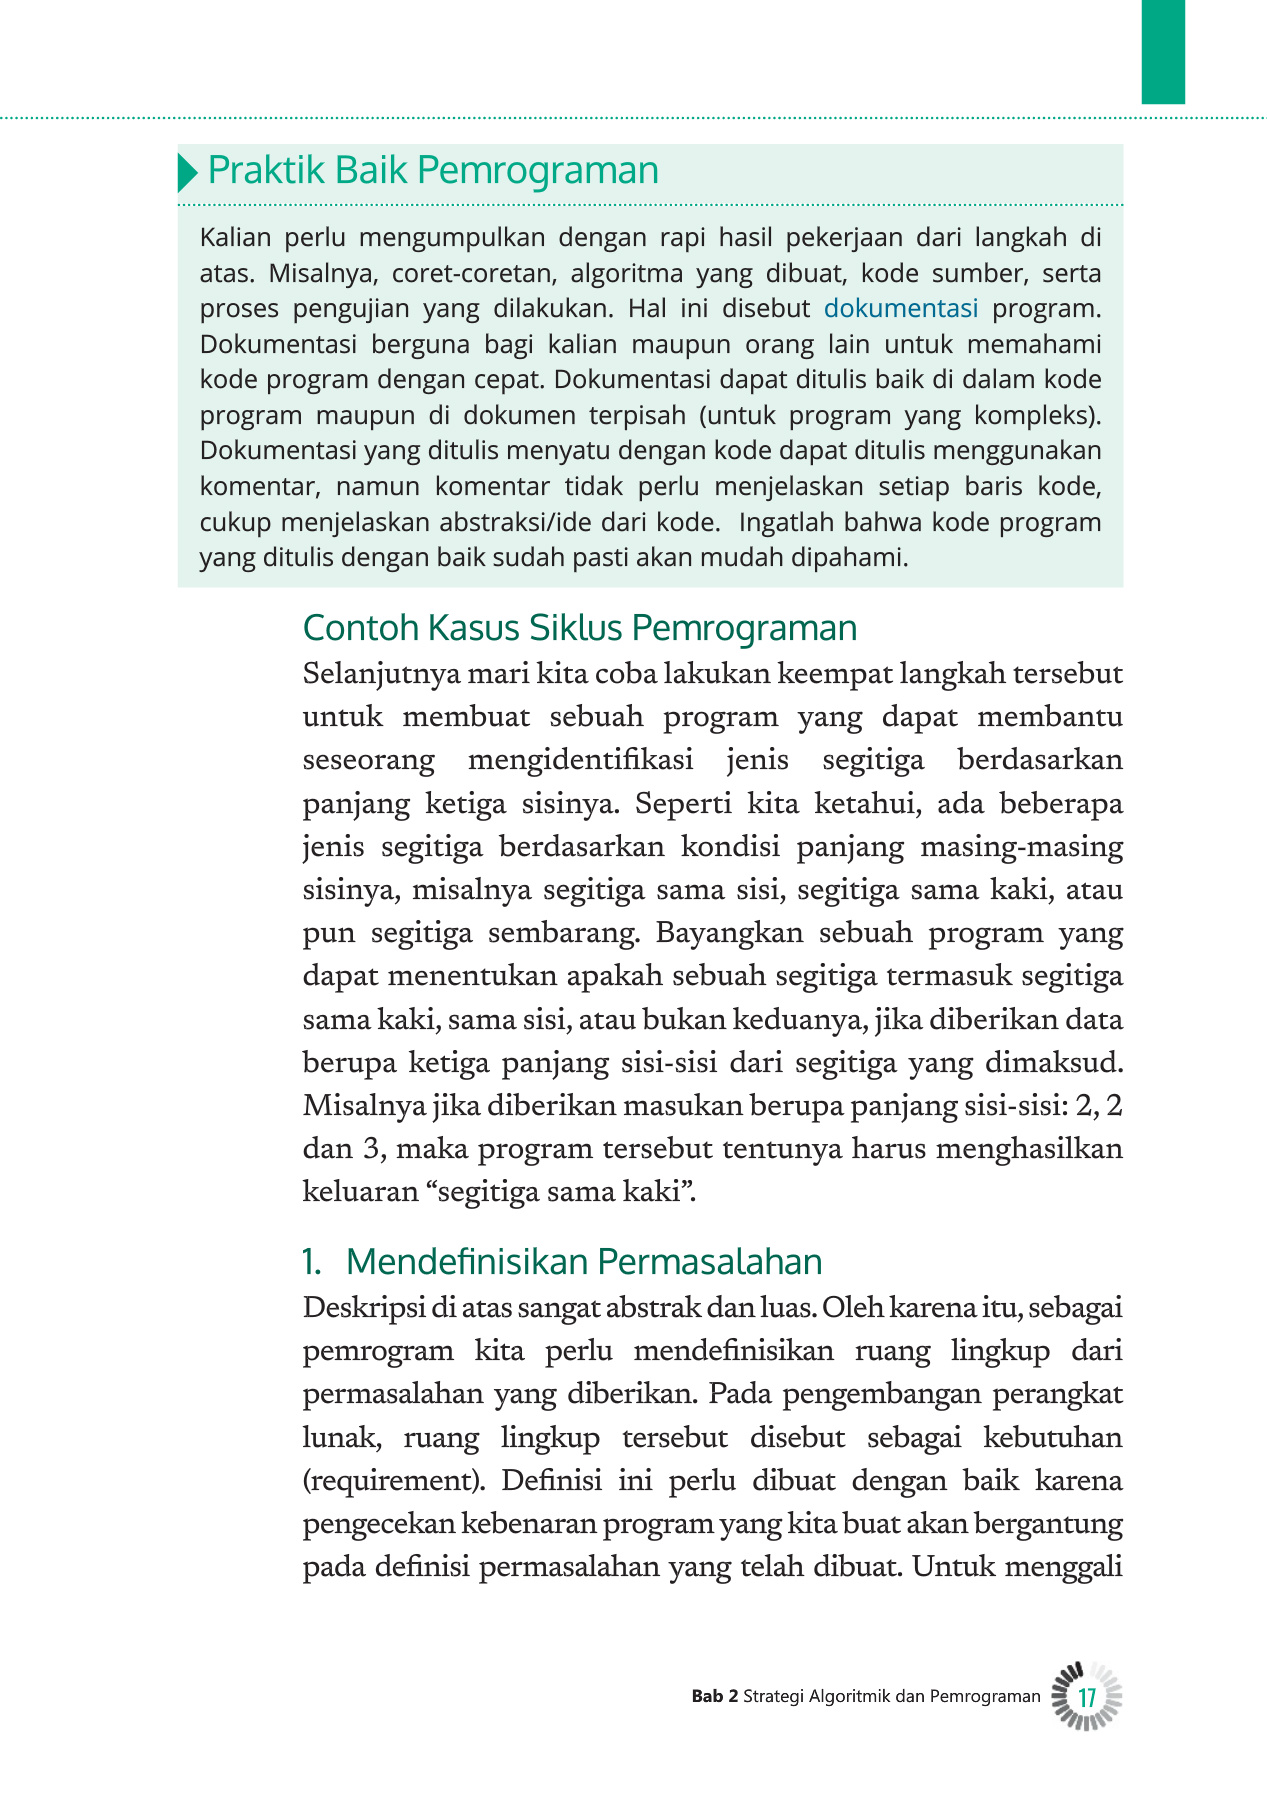 Praktik Baik Pemrograman
Kalian perlu mengumpulkan dengan rapi hasil pekerjaan dari langkah di
atas. Misalnya, coret-coretan, algoritma yang dibuat, kode sumber, serta
proses pengujian yang dilakukan. Hal ini disebut dokumentasi program.
Dokumentasi berguna bagi kalian maupun orang lain untuk memahami
kode program dengan cepat. Dokumentasi dapat ditulis baik di dalam kode
program maupun di dokumen terpisah (untuk program yang kompleks).
Dokumentasi yang ditulis menyatu dengan kode dapat ditulis menggunakan
komentar, namun komentar tidak perlu menjelaskan setiap baris kode,
cukup menjelaskan abstraksi/ide dari kode.  Ingatlah bahwa kode program
yang ditulis dengan baik sudah pasti akan mudah dipahami.
Contoh Kasus Siklus Pemrograman
Selanjutnya mari kita coba lakukan keempat langkah tersebut
untuk membuat sebuah program yang dapat membantu
seseorang mengidentifikasi jenis segitiga berdasarkan
panjang ketiga sisinya. Seperti kita ketahui, ada beberapa
jenis segitiga berdasarkan kondisi panjang masing-masing
sisinya, misalnya segitiga sama sisi, segitiga sama kaki, atau
pun segitiga sembarang. Bayangkan sebuah program yang
dapat menentukan apakah sebuah segitiga termasuk segitiga
sama kaki, sama sisi, atau bukan keduanya, jika diberikan data
berupa ketiga panjang sisi-sisi dari segitiga yang dimaksud.
Misalnya jika diberikan masukan berupa panjang sisi-sisi: 2, 2
dan 3, maka program tersebut tentunya harus menghasilkan
keluaran “segitiga sama kaki”.
1. Mendefinisikan Permasalahan
Deskripsi di atas sangat abstrak dan luas. Oleh karena itu, sebagai
pemrogram kita perlu mendefinisikan ruang lingkup dari
permasalahan yang diberikan. Pada pengembangan perangkat
lunak, ruang lingkup tersebut disebut sebagai kebutuhan
(requirement). Definisi ini perlu dibuat dengan baik karena
pengecekan kebenaran program yang kita buat akan bergantung
pada definisi permasalahan yang telah dibuat. Untuk menggali
Bab 2 Strategi Algoritmik dan Pemrograman 17